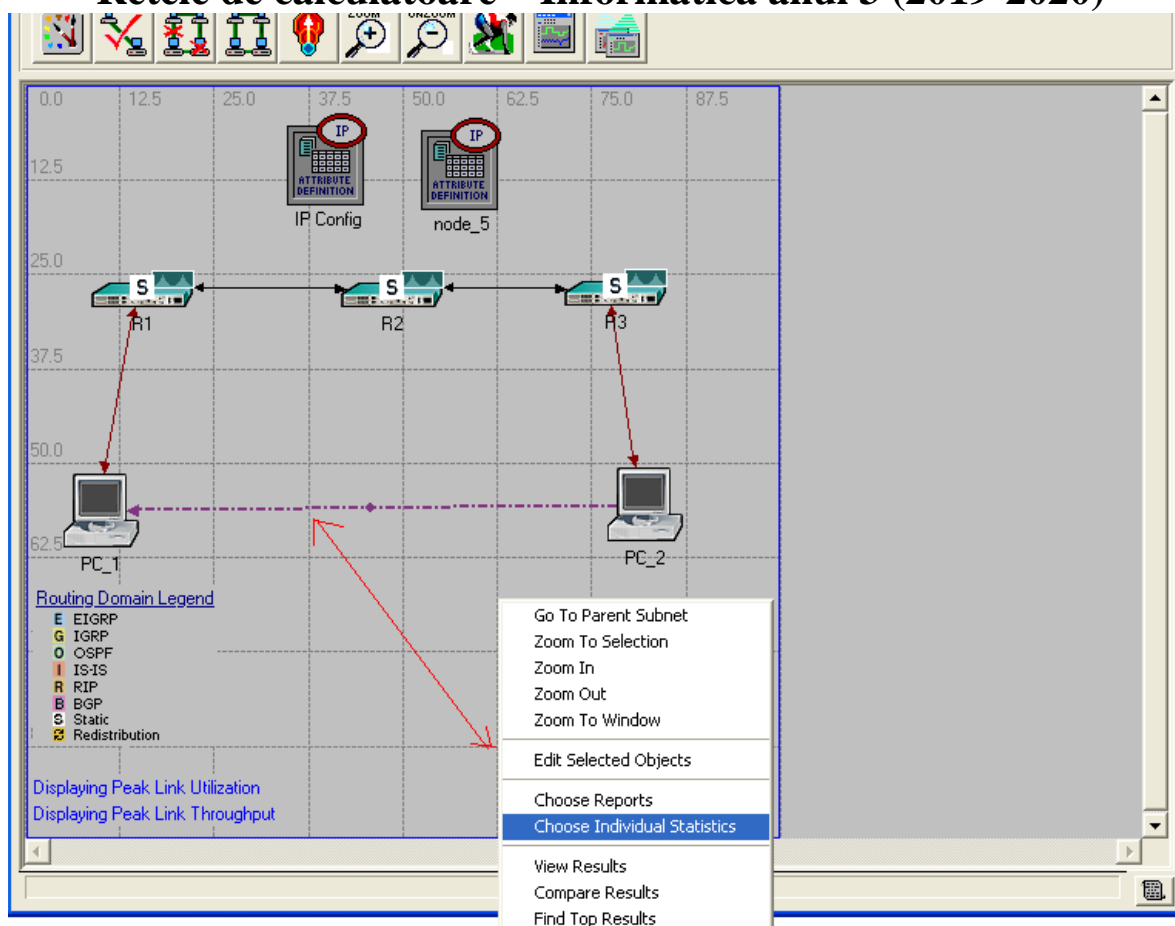 Retele de calculatoare – Informatica anul 3 (2019-2020)
ZOOM UNZOOM
0.0 12.5 25.0 37.5 50.0 62.5 75.0 87.5
IP IP
12.5
ATTRIBUTE DEFINITION ATTRIBUTE DEFINITION
IP Config node_5
25.0
S S S
R1 R2 R3
37.5
50.0
62.5
PC_1 PC_2
Routing Domain Legend
E EIGRP
G IGRP
O OSPF
I IS-IS
R RIP
B BGP
S Static
Redistribution
Displaying Peak Link Utilization
Displaying Peak Link Throughput
Go To Parent Subnet
Zoom To Selection
Zoom In
Zoom Out
Zoom To Window
Edit Selected Objects
Choose Reports
Choose Individual Statistics
View Results
Compare Results
Find Top Results